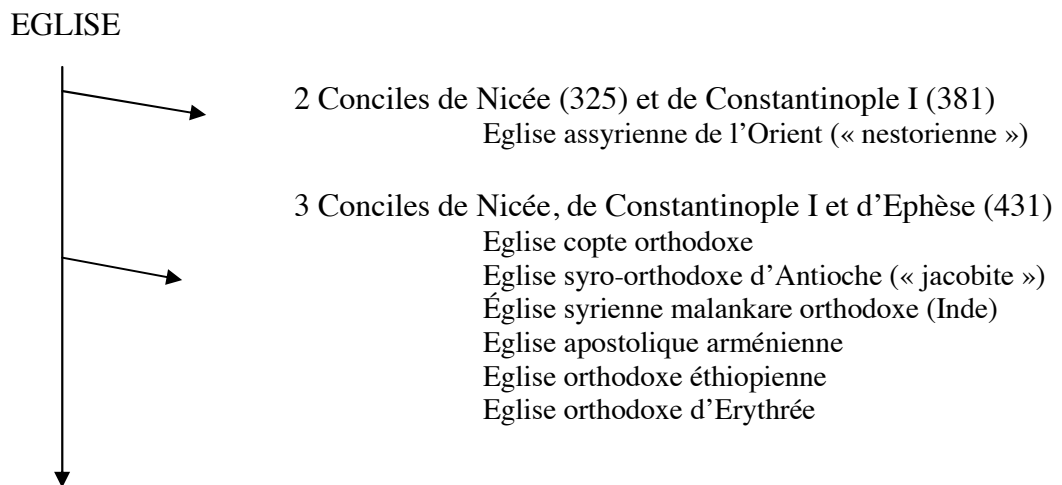 EGLISE
2 Conciles de Nicée (325) et de Constantinople I (381)
Eglise assyrienne de l’Orient (« nestorienne »)
3 Conciles de Nicée, de Constantinople I et d’Ephèse (431)
Eglise copte orthodoxe
Eglise syro-orthodoxe d’Antioche (« jacobite »)
Église syrienne malankare orthodoxe (Inde)
Eglise apostolique arménienne
Eglise orthodoxe éthiopienne
Eglise orthodoxe d’Erythrée